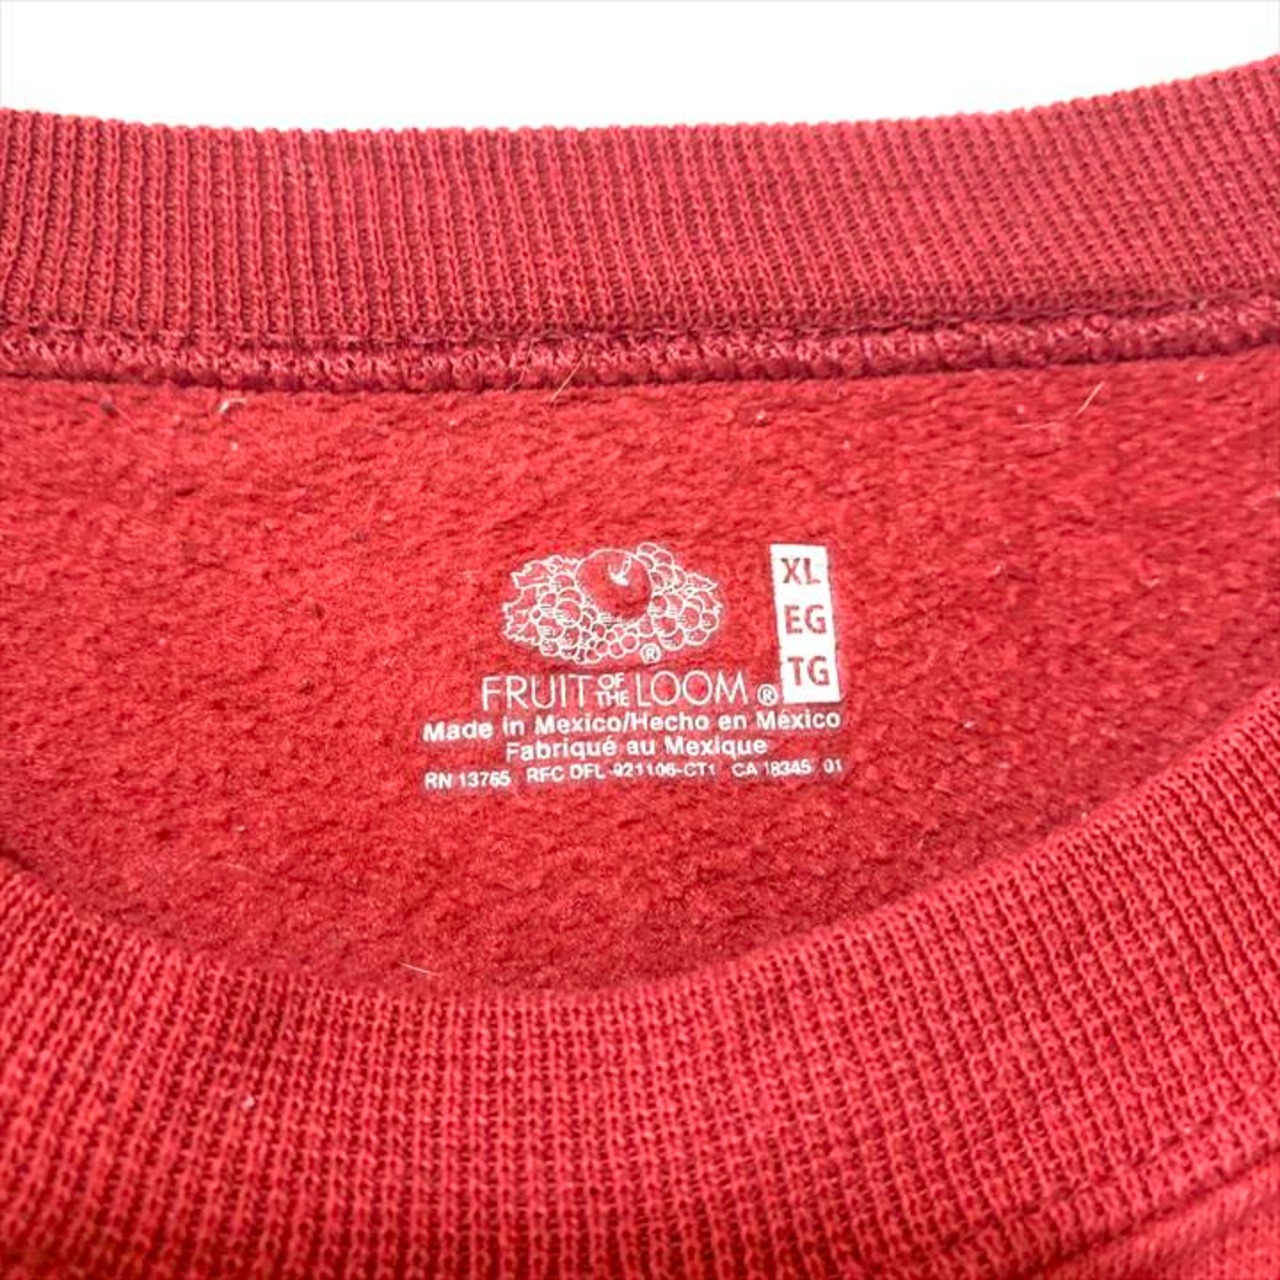 XL
EG
TG
®
FRUIT OF THE LOOM ®
Made in Mexico/Hecho en México
Fabriqué au Mexique
RN 13765 RFC DFL-921106-CT1 CA 18345 01